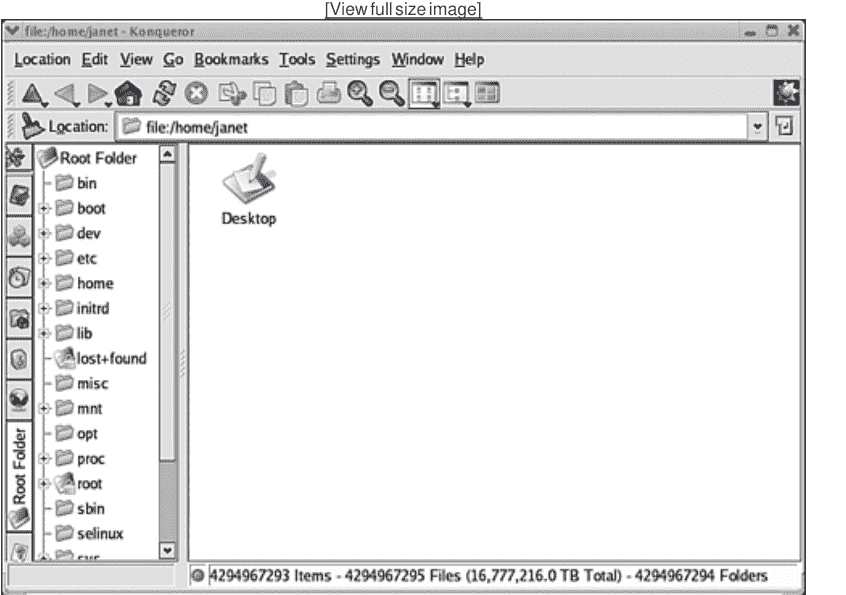 [View full size image]
file:/home/janet - Konqueror
Location Edit View Go Bookmarks Tools Settings Window Help
Location: file:/home/janet
Root Folder
bin
boot
dev
etc
home
initrd
lib
lost+found
misc
mnt
opt
proc
root
sbin
selinux
Root Folder
Desktop
4294967293 Items - 4294967295 Files (16,777,216.0 TB Total) - 4294967294 Folders